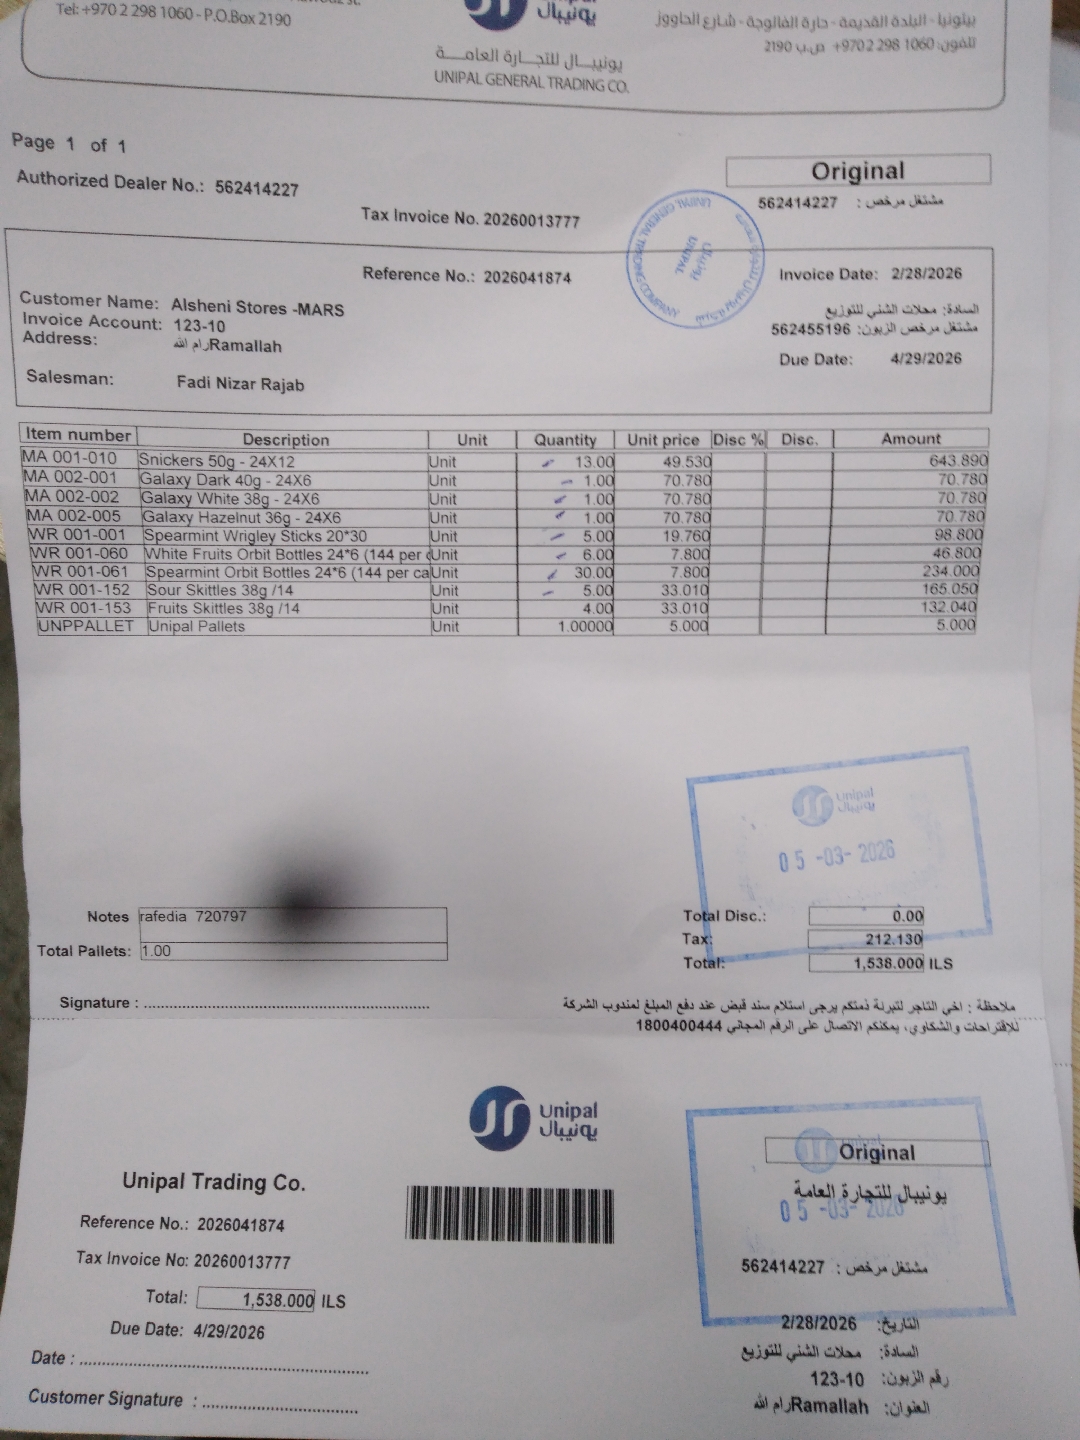 Tel: +970 2 298 1060 - P.O.Box 2190
يونيبال
بيتونيا - البلدة القديمة - حارة الفالوجة - شارع الحاووز
تلفون: 1060 298 2 970+ ص.ب 2190
يونيبال للتجارة العامة
UNIPAL GENERAL TRADING CO.
Page 1 of 1
Authorized Dealer No.: 562414227
Original
مشتغل مرخص : 562414227
Tax Invoice No. 20260013777
UNIPAL GENERAL TRADING COMPANY
UNIPAL
يونيبال
Reference No.: 2026041874
Invoice Date: 2/28/2026
Customer Name: Alsheni Stores -MARS
السادة: محلات الشني للتوزيع
Invoice Account: 123-10
مشتغل مرخص الزبون: 562455196
Address: رام الله Ramallah
Due Date: 4/29/2026
Salesman: Fadi Nizar Rajab
Item number Description Unit Quantity Unit price Disc % Disc. Amount
MA 001-010 Snickers 50g - 24X12 Unit 13.00 49.530 643.890
MA 002-001 Galaxy Dark 40g - 24X6 Unit 1.00 70.780 70.780
MA 002-002 Galaxy White 38g - 24X6 Unit 1.00 70.780 70.780
MA 002-005 Galaxy Hazelnut 36g - 24X6 Unit 1.00 70.780 70.780
WR 001-001 Spearmint Wrigley Sticks 20*30 Unit 5.00 19.760 98.800
WR 001-060 White Fruits Orbit Bottles 24*6 (144 per c Unit 6.00 7.800 46.800
WR 001-061 Spearmint Orbit Bottles 24*6 (144 per ca Unit 30.00 7.800 234.000
WR 001-152 Sour Skittles 38g /14 Unit 5.00 33.010 165.050
WR 001-153 Fruits Skittles 38g /14 Unit 4.00 33.010 132.040
UNPPALLET Unipal Pallets Unit 1.00000 5.000 5.000
Unipal
يونيبال
05 -03- 2026
Notes rafedia 720797
Total Disc.: 0.00
Total Pallets: 1.00
Tax: 212.130
Total: 1,538.000 ILS
Signature : ........................
ملاحظة : اخي التاجر لتبرئة ذمتكم يرجى استلام سند قبض عند دفع المبلغ لمندوب الشركة
للإقتراحات والشكاوي، يمكنكم الاتصال على الرقم المجاني 1800400444
Unipal
يونيبال
Original
Unipal Trading Co.
يونيبال للتجارة العامة
05 -03- 2026
Reference No.: 2026041874
Tax Invoice No: 20260013777
مشتغل مرخص : 562414227
Total: 1,538.000 ILS
التاريخ: 2/28/2026
Due Date: 4/29/2026
السادة: محلات الشني للتوزيع
Date : ........................
رقم الزبون: 123-10
Customer Signature : ........................
العنوان: رام الله Ramallah